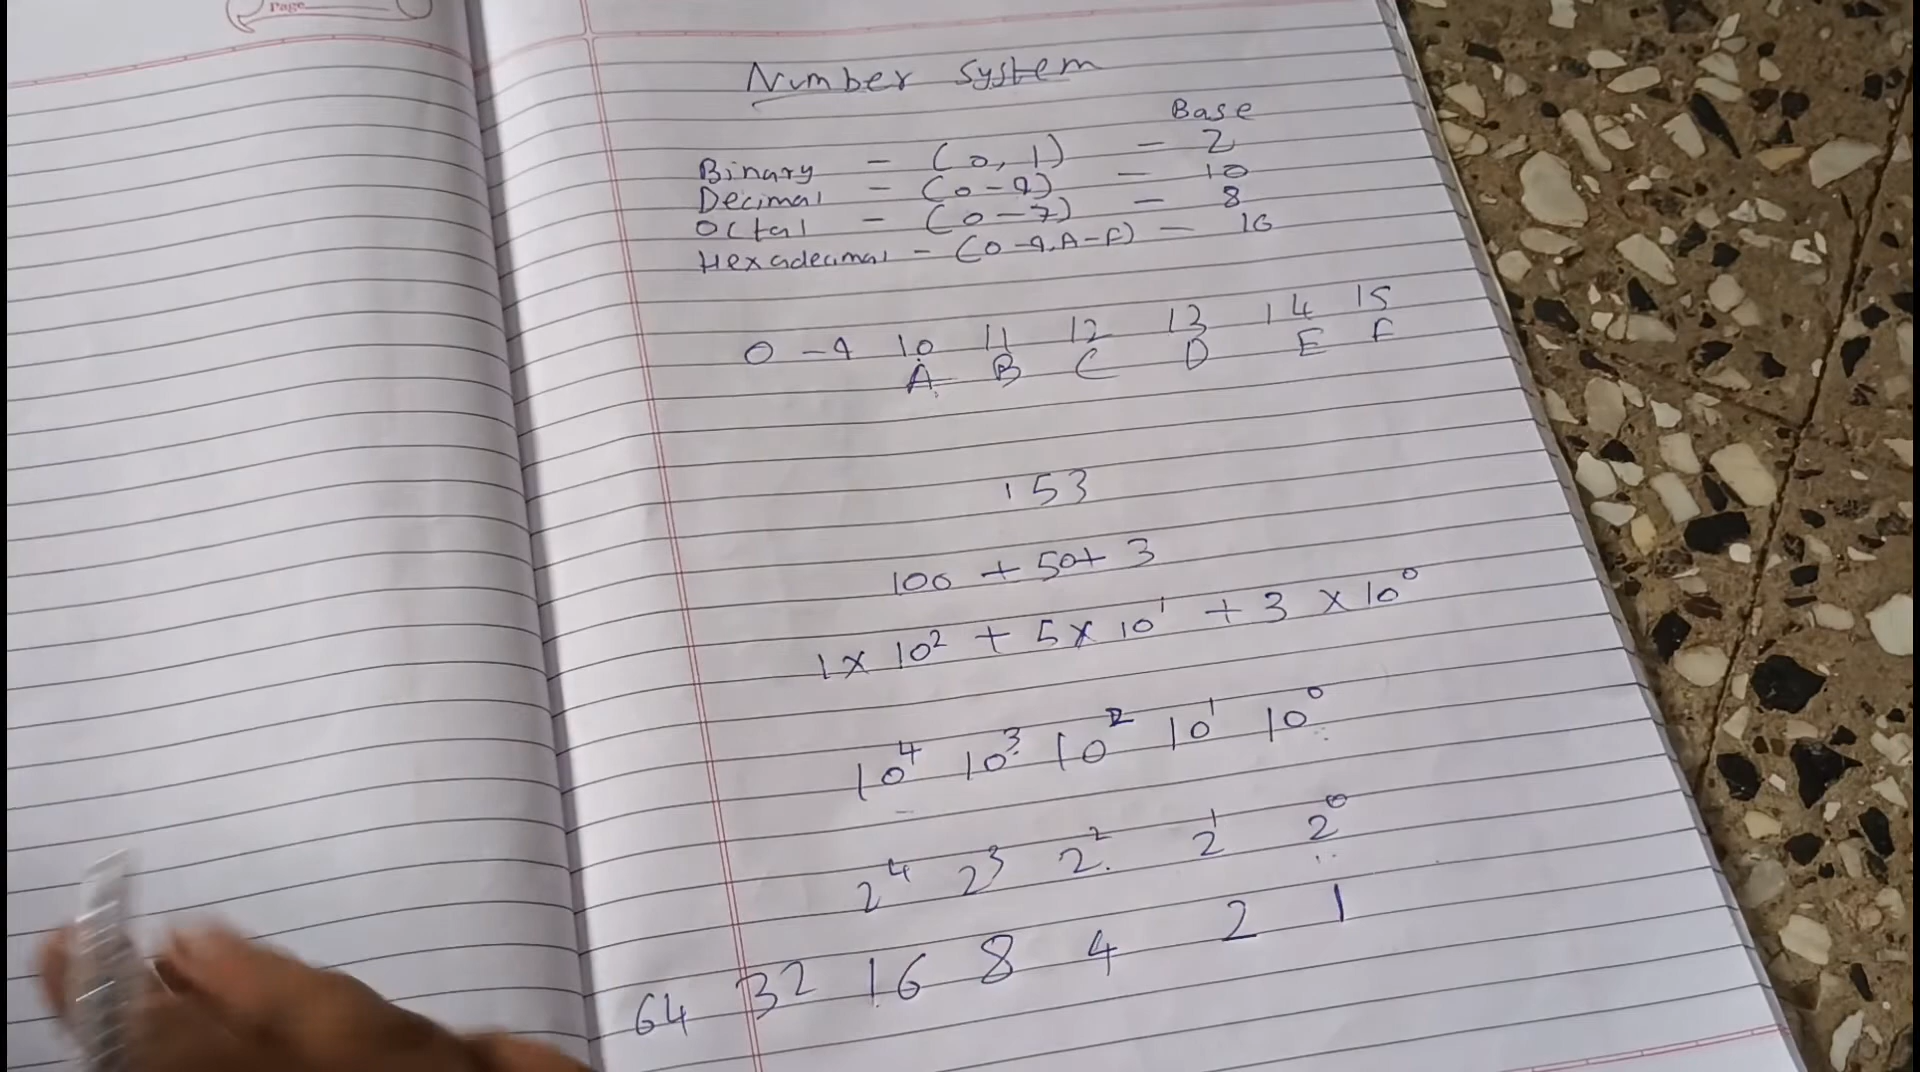 Page
Number System
Base
Binary - (0, 1) - 2
Decimal - (0-9) - 10
Octal - (0-7) - 8
Hexadecimal - (0-9, A-F) - 16
0-9 10 11 12 13 14 15
A B C D E F
153
100 + 50 + 3
1 × 10² + 5 × 10¹ + 3 × 10⁰
10⁴ 10³ 10² 10¹ 10⁰
2⁴ 2³ 2² 2¹ 2⁰
64 32 16 8 4 2 1